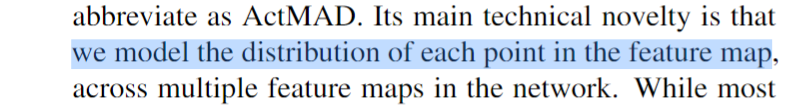 abbreviate as ActMAD. Its main technical novelty is that
we model the distribution of each point in the feature map,
across multiple feature maps in the network. While most